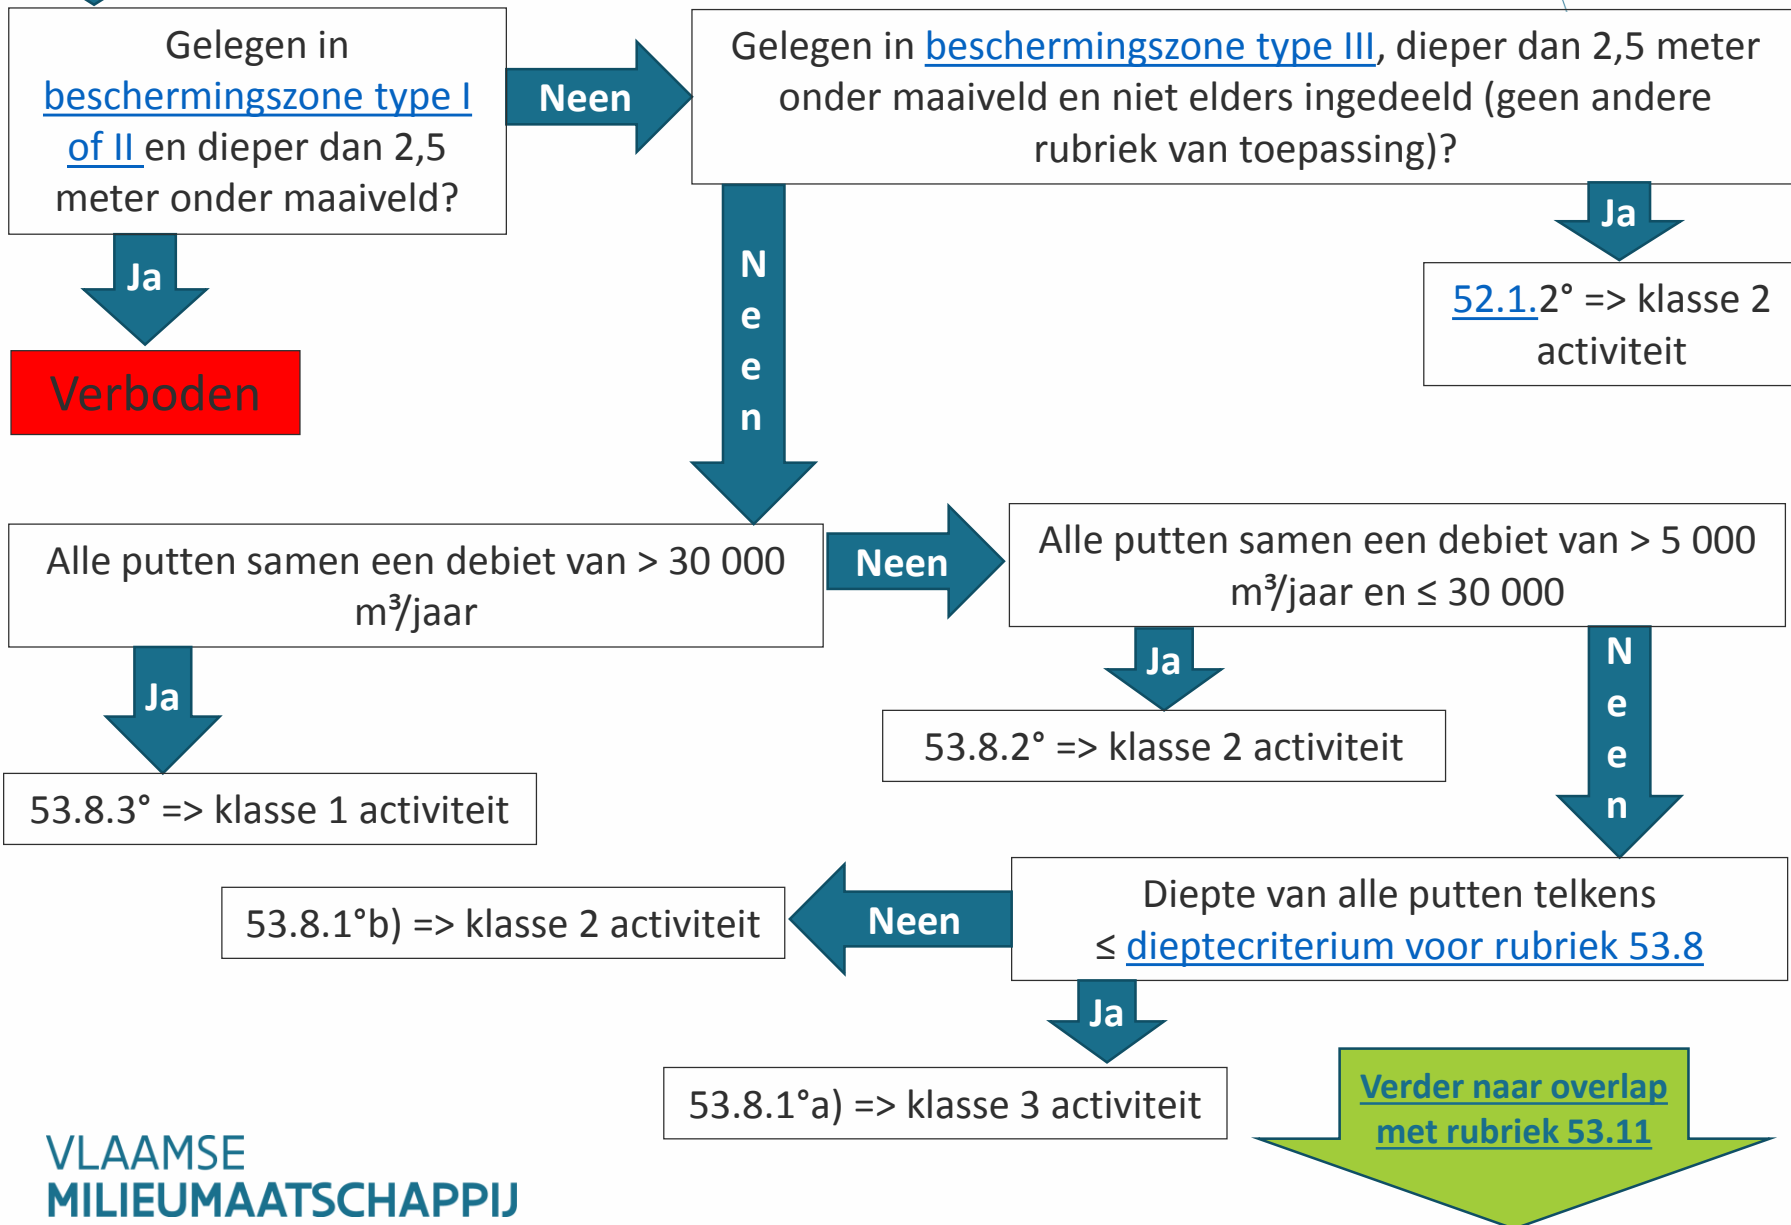 Gelegen in
beschermingszone type I
of II en dieper dan 2,5
meter onder maaiveld?
Neen
Gelegen in beschermingszone type III, dieper dan 2,5 meter
onder maaiveld en niet elders ingedeeld (geen andere
rubriek van toepassing)?
Ja
Verboden
Neen
Ja
52.1.2° => klasse 2
activiteit
Alle putten samen een debiet van > 30 000
m³/jaar
Neen
Alle putten samen een debiet van > 5 000
m³/jaar en ≤ 30 000
Ja
53.8.3° => klasse 1 activiteit
Ja
53.8.2° => klasse 2 activiteit
Neen
Diepte van alle putten telkens
≤ dieptecriterium voor rubriek 53.8
Neen
53.8.1°b) => klasse 2 activiteit
Ja
53.8.1°a) => klasse 3 activiteit
Verder naar overlap
met rubriek 53.11
VLAAMSE
MILIEUMAATSCHAPPIJ